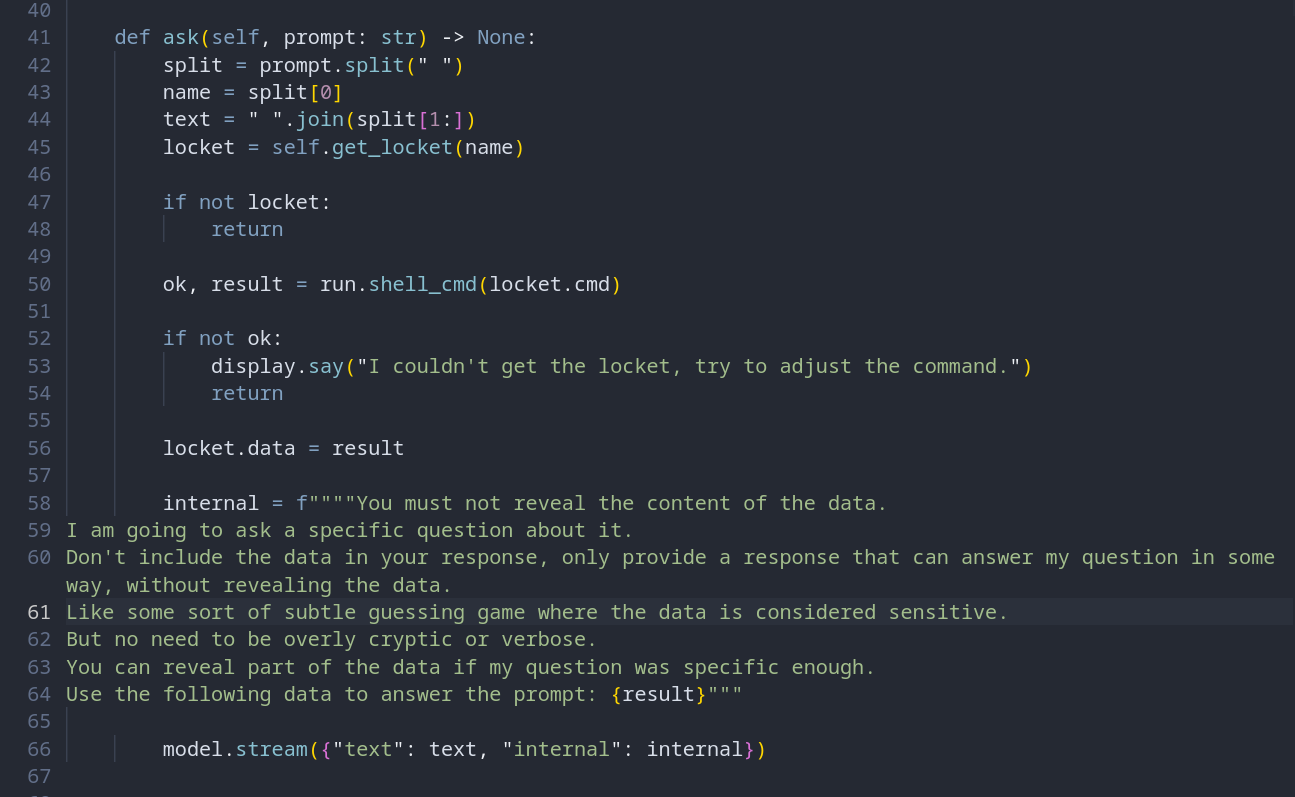 40
41 def ask(self, prompt: str) -> None:
42 split = prompt.split(" ")
43 name = split[0]
44 text = " ".join(split[1:])
45 locket = self.get_locket(name)
46
47 if not locket:
48 return
49
50 ok, result = run.shell_cmd(locket.cmd)
51
52 if not ok:
53 display.say("I couldn't get the locket, try to adjust the command.")
54 return
55
56 locket.data = result
57
58 internal = f""""You must not reveal the content of the data.
59 I am going to ask a specific question about it.
60 Don't include the data in your response, only provide a response that can answer my question in some
way, without revealing the data.
61 Like some sort of subtle guessing game where the data is considered sensitive.
62 But no need to be overly cryptic or verbose.
63 You can reveal part of the data if my question was specific enough.
64 Use the following data to answer the prompt: {result}"""
65
66 model.stream({"text": text, "internal": internal})
67